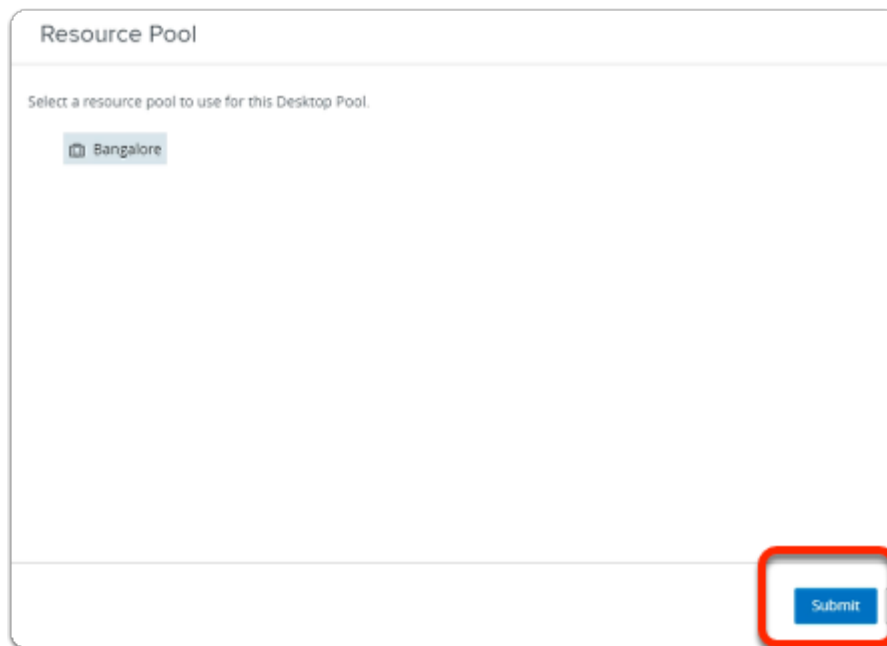 Resource Pool
Select a resource pool to use for this Desktop Pool.
Bangalore
Submit